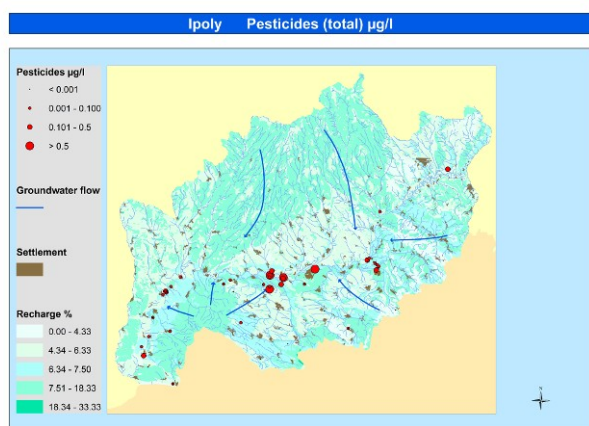 Ipoly Pesticides (total) µg/l
Pesticides µg/l
< 0.001
0.001 - 0.100
0.101 - 0.5
> 0.5
Groundwater flow
Settlement
Recharge %
0.00 - 4.33
4.34 - 6.33
6.34 - 7.50
7.51 - 18.33
18.34 - 33.33
N